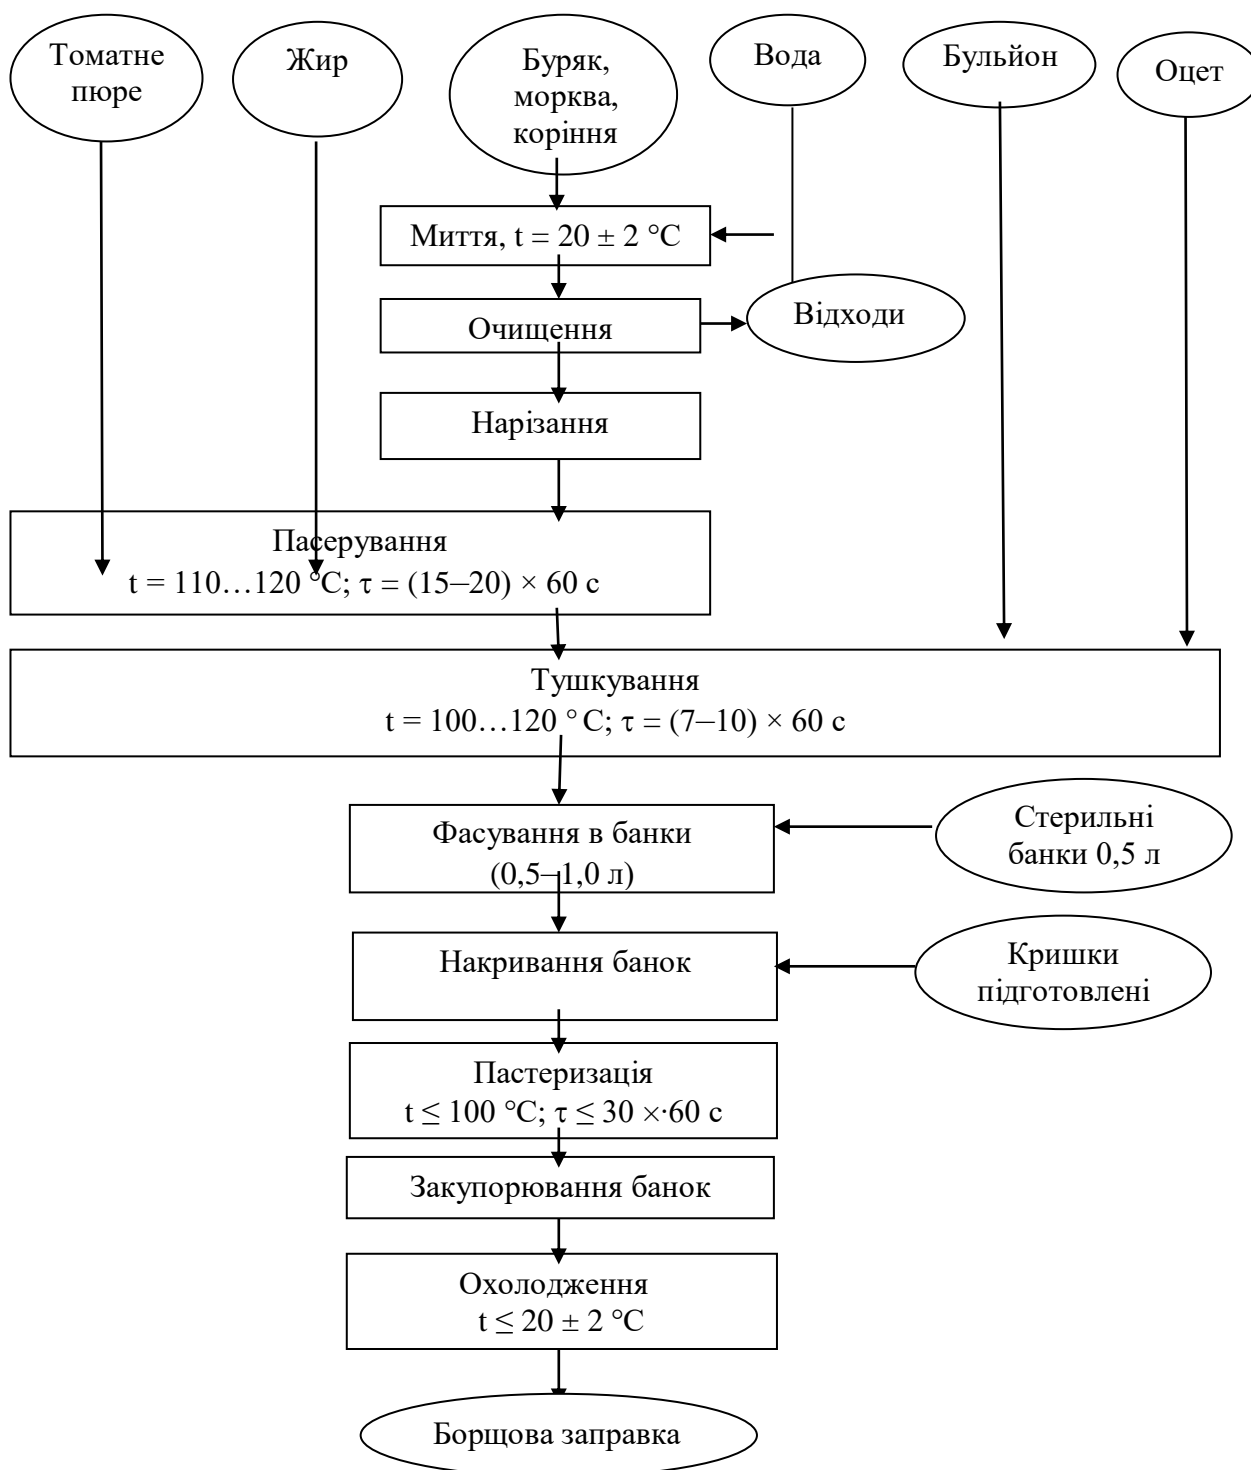 Томатне
пюре
Жир
Буряк,
морква,
коріння
Вода
Бульйон
Оцет
Миття, t = 20 ± 2 °С
Очищення
Відходи
Нарізання
Пасерування
t = 110…120 °С; τ = (15–20) × 60 с
Тушкування
t = 100…120 ° С; τ = (7–10) × 60 с
Фасування в банки
(0,5–1,0 л)
Стерильні
банки 0,5 л
Накривання банок
Кришки
підготовлені
Пастеризація
t ≤ 100 °С; τ ≤ 30 ×·60 с
Закупорювання банок
Охолодження
t ≤ 20 ± 2 °С
Борщова заправка